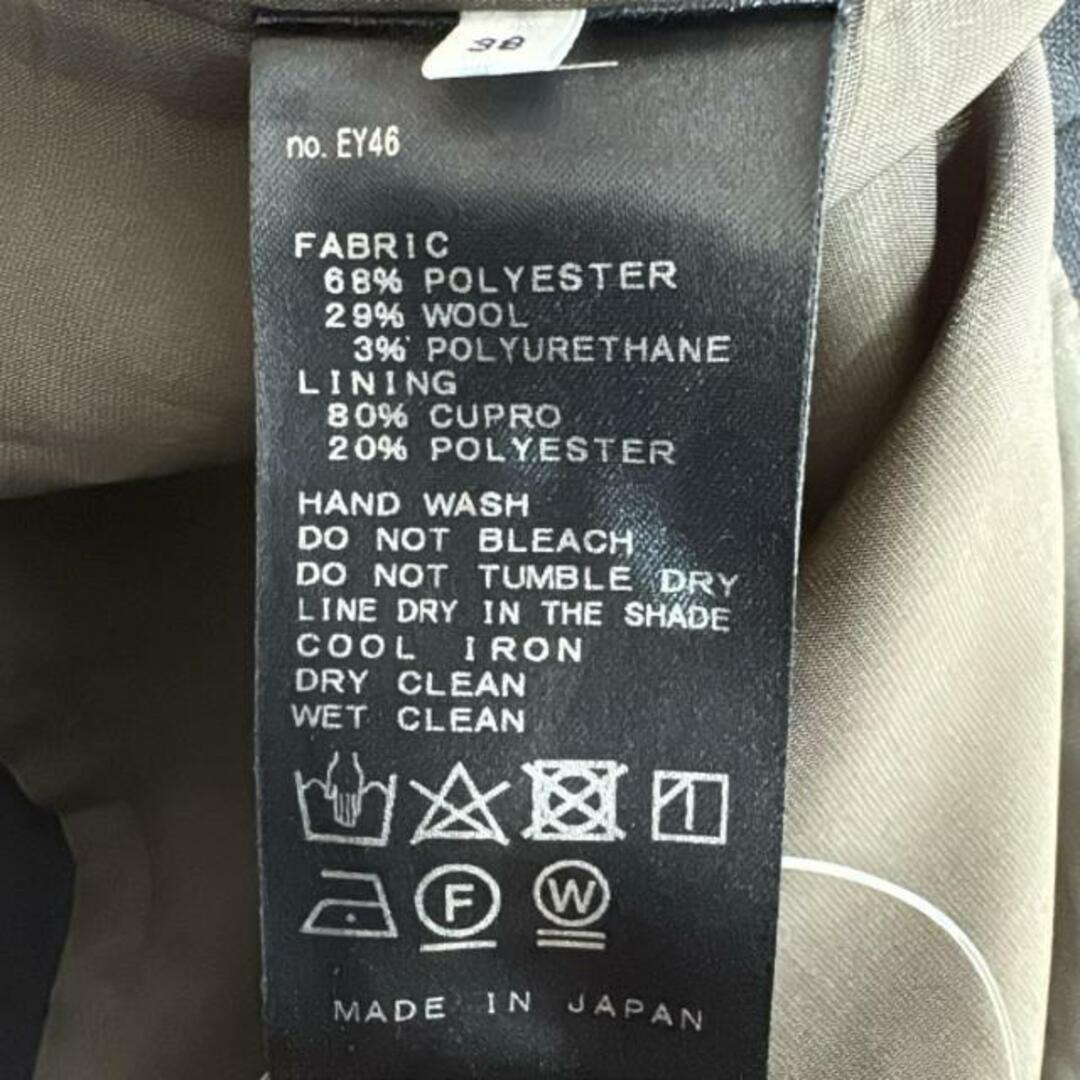 38
no. EY46
FABRIC
68% POLYESTER
29% WOOL
3% POLYURETHANE
LINING
80% CUPRO
20% POLYESTER
HAND WASH
DO NOT BLEACH
DO NOT TUMBLE DRY
LINE DRY IN THE SHADE
COOL IRON
DRY CLEAN
WET CLEAN
F W
MADE IN JAPAN